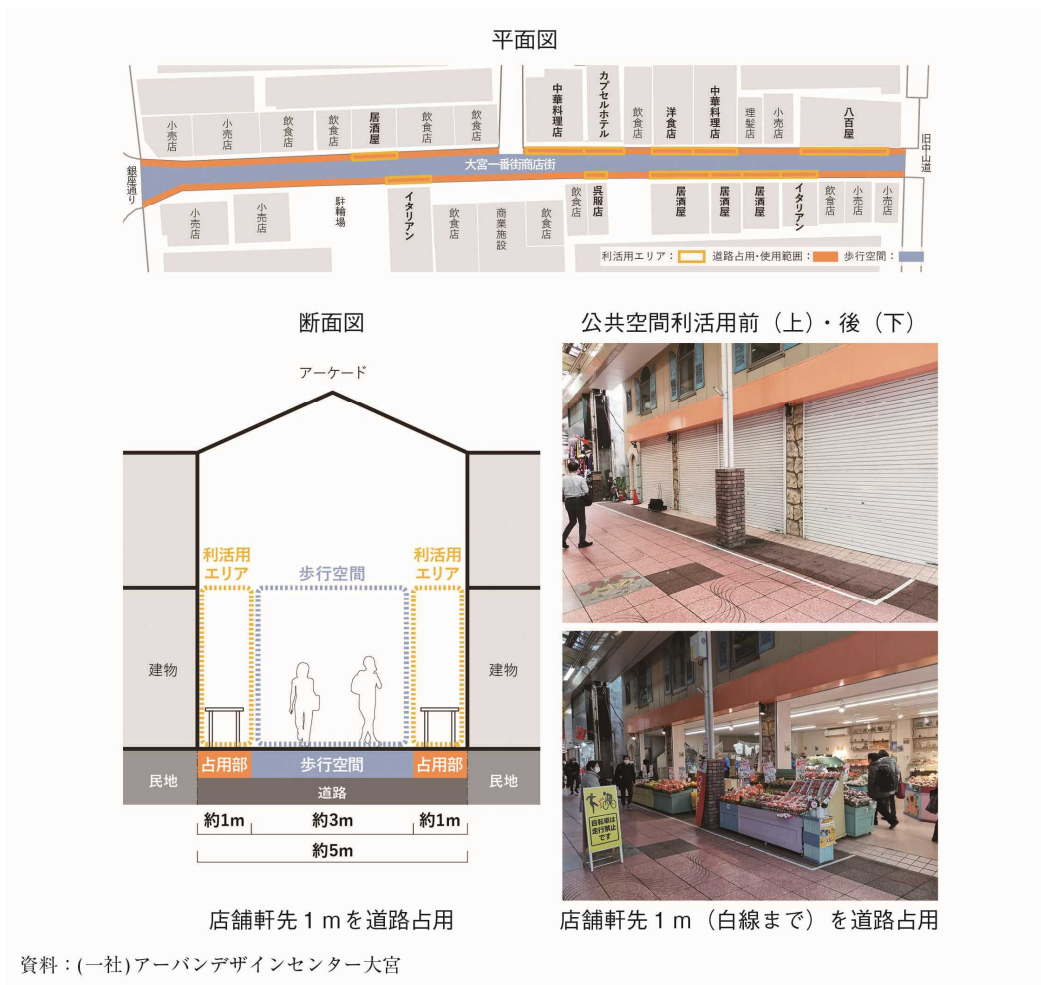 平面図
小売店
小売店
飲食店
飲食店
居酒屋
飲食店
飲食店
中華料理店
カプセルホテル
飲食店
洋食店
中華料理店
理髪店
小売店
八百屋
銀座通り
大宮一番街商店街
旧中山道
小売店
小売店
駐輪場
イタリアン
飲食店
商業施設
飲食店
飲食店
呉服店
居酒屋
居酒屋
居酒屋
イタリアン
飲食店
小売店
小売店
利活用エリア： 道路占用・使用範囲： 歩行空間：
断面図
アーケード
利活用
エリア
歩行空間
利活用
エリア
建物
建物
占用部
歩行空間
占用部
民地
道路
民地
約1m
約3m
約1m
約5m
店舗軒先１ｍを道路占用
公共空間利活用前（上）・後（下）
自転車は
走行禁止
です
店舗軒先１ｍ（白線まで）を道路占用
資料：(一社)アーバンデザインセンター大宮